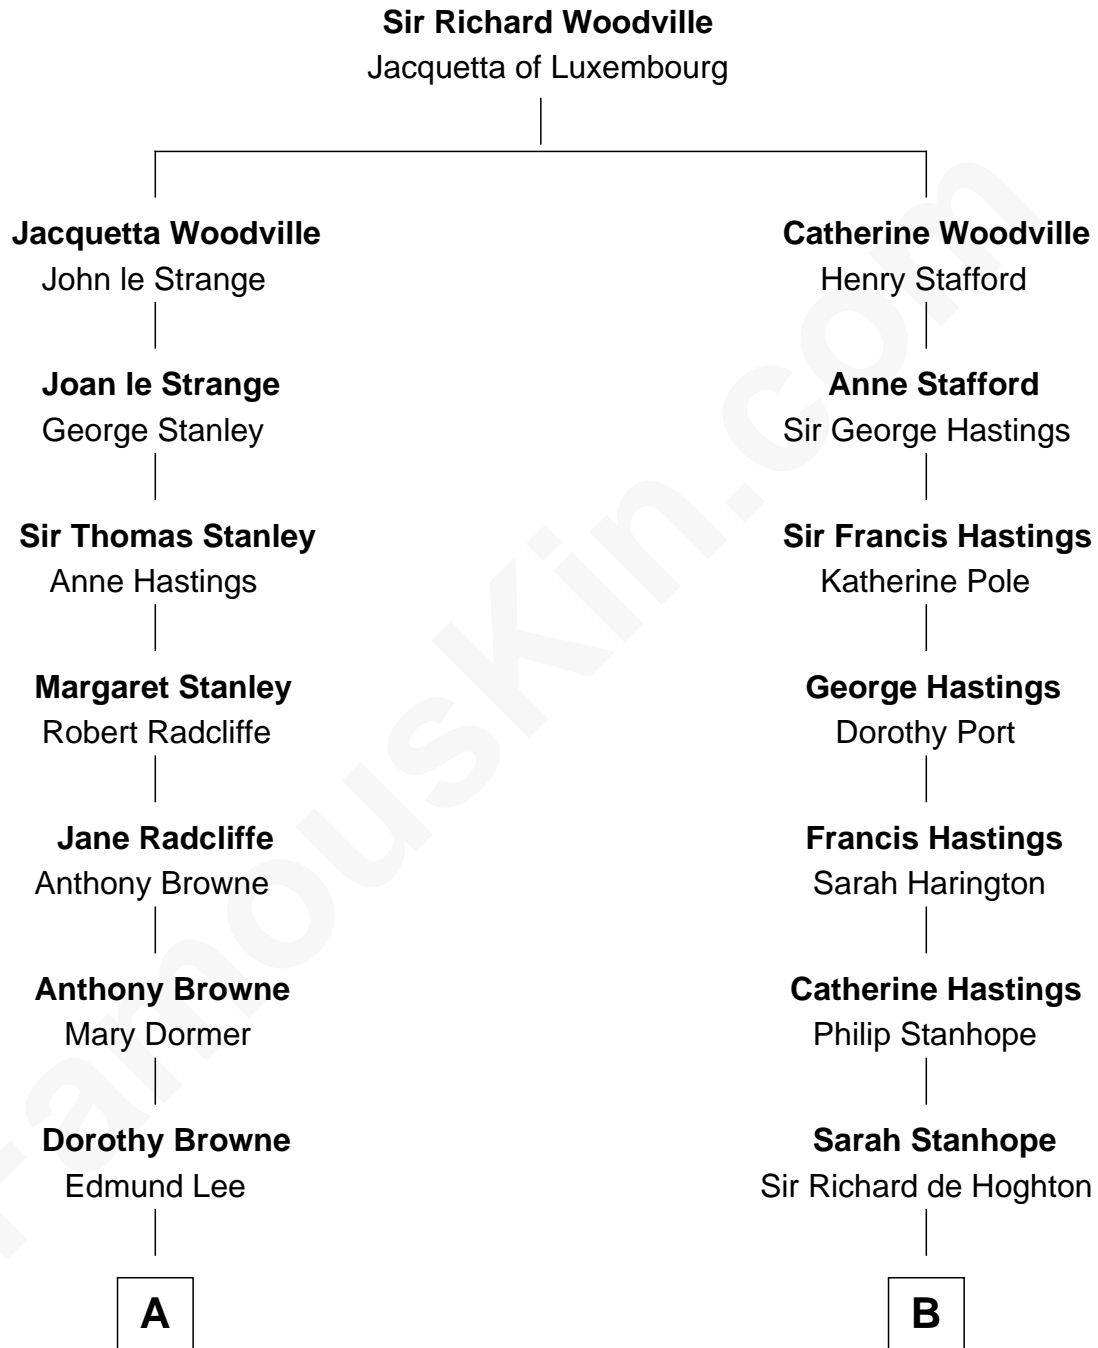 Sir Richard Woodville
Jacquetta of Luxembourg
Jacquetta Woodville
John le Strange
Catherine Woodville
Henry Stafford
Joan le Strange
George Stanley
Anne Stafford
Sir George Hastings
Sir Thomas Stanley
Anne Hastings
Sir Francis Hastings
Katherine Pole
Margaret Stanley
Robert Radcliffe
George Hastings
Dorothy Port
Jane Radcliffe
Anthony Browne
Francis Hastings
Sarah Harington
Anthony Browne
Mary Dormer
Catherine Hastings
Philip Stanhope
Dorothy Browne
Edmund Lee
Sarah Stanhope
Sir Richard de Hoghton
A
B
FamousKin.com